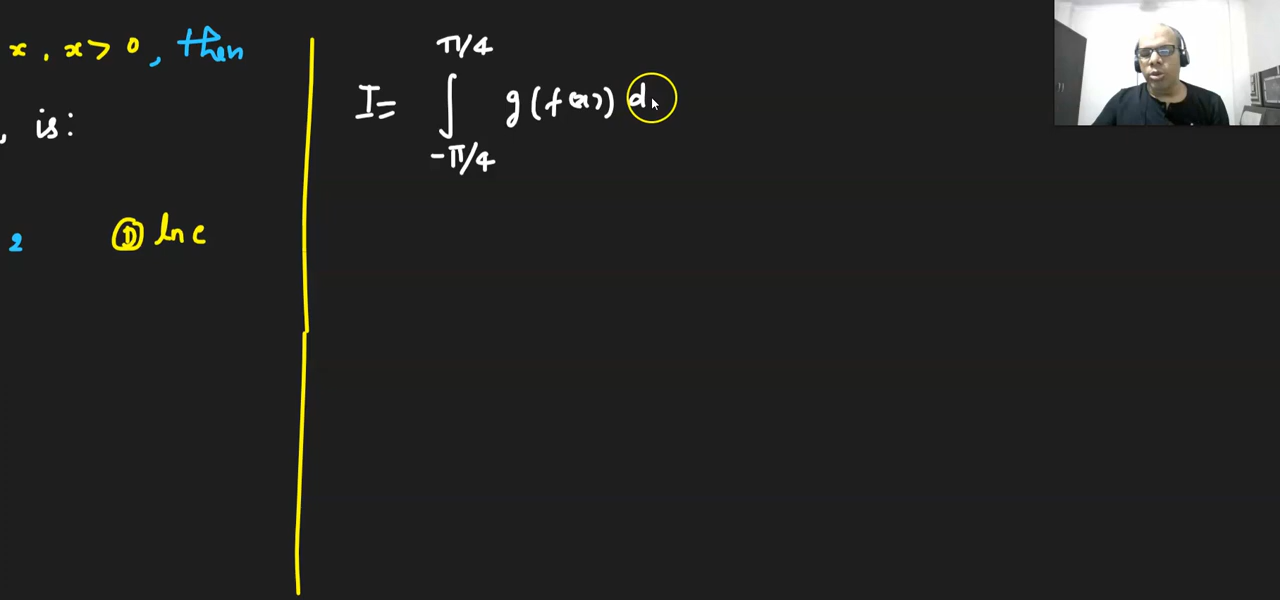 x, x > 0, then
, is:
2 Ⓓ ln e
π/4
I = ∫ g(f(x)) d
-π/4